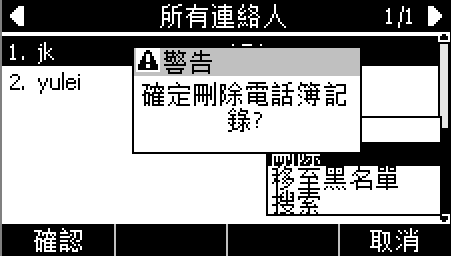 所有連絡人 1/1
1. jk
2. yulei
警告
確定刪除電話簿記
錄?
刪除
移至黑名單
搜索
確認 取消